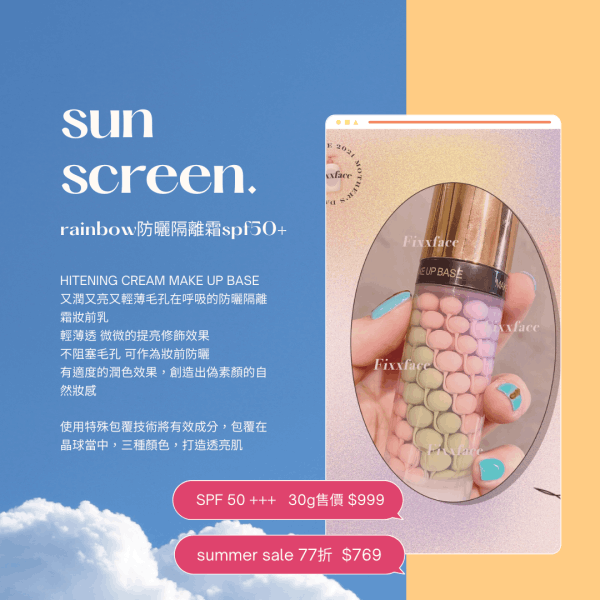 sun
screen.
rainbow防曬隔離霜spf50+
HITENING CREAM MAKE UP BASE
又潤又亮又輕薄毛孔在呼吸的防曬隔離
霜妝前乳
輕薄透 微微的提亮修飾效果
不阻塞毛孔 可作為妝前防曬
有適度的潤色效果，創造出偽素顏的自
然妝感
使用特殊包覆技術將有效成分，包覆在
晶球當中，三種顏色，打造透亮肌
2021 MOTHER'S
Fixxface
UP BASE
Fixxface
Fixxface
Fixxface
SPF 50 +++ 30g售價 $999
summer sale 77折 $769